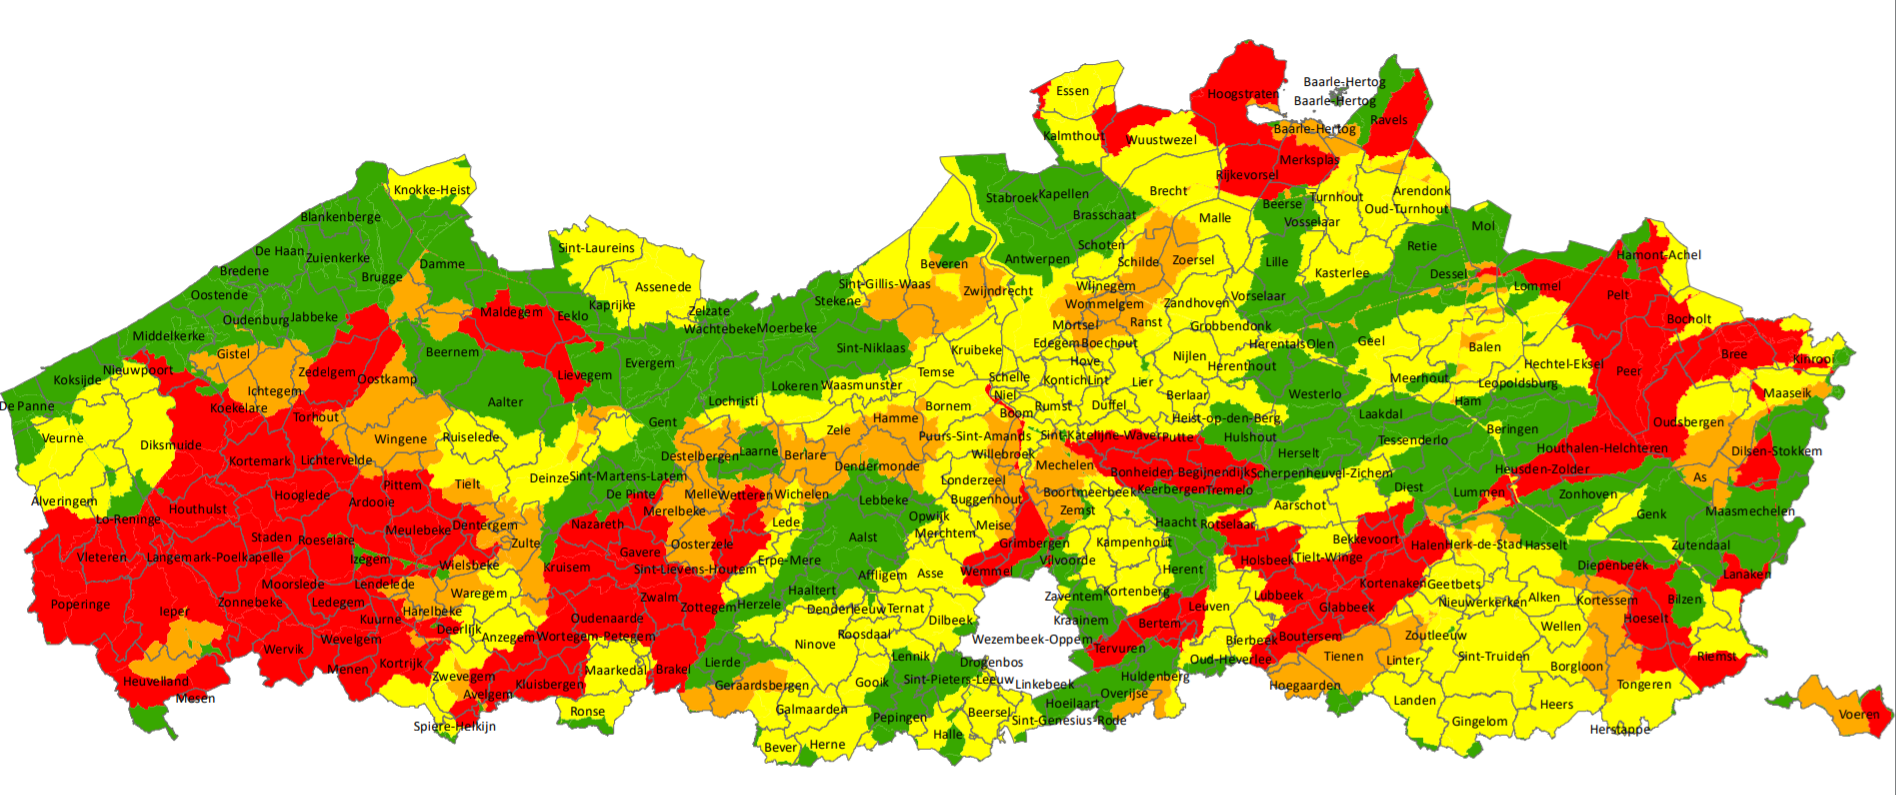 Baarle-Hertog
Essen
Hoogstraten
Baarle-Hertog
Ravels
Baarle-Hertog
Kalmthout
Wuustwezel
Merksplas
Rijkevorsel
Knokke-Heist
Brecht
Arendonk
Stabroek
Kapellen
Turnhout
Beerse
Oud-Turnhout
Blankenberge
Brasschaat
Malle
Vosselaar
Mol
De Haan
Sint-Laureins
Schoten
Retie
Zuienkerke
Damme
Beveren
Antwerpen
Schilde
Zoersel
Lille
Hamont-Achel
Bredene
Brugge
Kasterlee
Dessel
Assenede
Sint-Gillis-Waas
Zwijndrecht
Wijnegem
Lommel
Oostende
Kaprijke
Stekene
Wommelgem
Zandhoven
Vorselaar
Pelt
Oudenburg
Jabbeke
Maldegem
Eeklo
Zelzate
Wachtebeke
Moerbeke
Mortsel
Ranst
Grobbendonk
Bocholt
Middelkerke
Edegem
Boechout
Herentals
Olen
Geel
Balen
Gistel
Beernem
Evergem
Sint-Niklaas
Kruibeke
Hove
Nijlen
Bree
Kinrooi
Nieuwpoort
Zedelgem
Lievegem
Temse
Herenthout
Hechtel-Eksel
Koksijde
Oostkamp
Schelle
Kontich
Lint
Lier
Meerhout
Leopoldsburg
Peer
Ichtegem
Lokeren
Waasmunster
Niel
Berlaar
Westerlo
Maaseik
De Panne
Koekelare
Aalter
Lochristi
Bornem
Boom
Rumst
Duffel
Ham
Torhout
Hamme
Heist-op-den-Berg
Laakdal
Oudsbergen
Veurne
Diksmuide
Wingene
Ruiselede
Gent
Zele
Puurs-Sint-Amands
Sint-Katelijne-Waver
Putte
Hulshout
Tessenderlo
Beringen
Kortemark
Lichtervelde
Destelbergen
Laarne
Berlare
Willebroek
Herselt
Houthalen-Helchteren
Dilsen-Stokkem
Dendermonde
Mechelen
Bonheiden
Begijnendijk
Scherpenheuvel-Zichem
Heusden-Zolder
Deinze
Sint-Martens-Latem
Londerzeel
As
Tielt
Pittem
De Pinte
Melle
Wetteren
Wichelen
Lebbeke
Buggenhout
Boortmeerbeek
Keerbergen
Tremelo
Diest
Lummen
Zonhoven
Alveringem
Hooglede
Ardooie
Houthulst
Merelbeke
Zemst
Aarschot
Genk
Maasmechelen
Lo-Reninge
Meulebeke
Dentergem
Nazareth
Lede
Opwijk
Meise
Haacht
Rotselaar
Staden
Roeselare
Zulte
Oosterzele
Aalst
Merchtem
Grimbergen
Kampenhout
Bekkevoort
Halen
Herk-de-Stad
Hasselt
Zutendaal
Vleteren
Langemark-Poelkapelle
Izegem
Wielsbeke
Kruisem
Gavere
Sint-Lievens-Houtem
Erpe-Mere
Affligem
Asse
Wemmel
Vilvoorde
Herent
Holsbeek
Tielt-Winge
Diepenbeek
Lanaken
Moorslede
Lendelede
Waregem
Haaltert
Zaventem
Kortenberg
Lubbeek
Kortenaken
Geetbets
Poperinge
Ieper
Zonnebeke
Ledegem
Harelbeke
Zwalm
Zottegem
Herzele
Denderleeuw
Ternat
Leuven
Glabbeek
Nieuwerkerken
Alken
Kortessem
Bilzen
Kuurne
Oudenaarde
Dilbeek
Kraainem
Bertem
Hoeselt
Wevelgem
Deerlijk
Anzegem
Wortegem-Petegem
Ninove
Roosdaal
Wezembeek-Oppem
Bierbeek
Boutersem
Zoutleeuw
Wellen
Wervik
Menen
Kortrijk
Maarkedal
Brakel
Lierde
Lennik
Drogenbos
Tervuren
Oud-Heverlee
Tienen
Linter
Sint-Truiden
Borgloon
Riemst
Heuvelland
Zwevegem
Kluisbergen
Geraardsbergen
Gooik
Sint-Pieters-Leeuw
Linkebeek
Huldenberg
Hoegaarden
Tongeren
Mesen
Avelgem
Ronse
Galmaarden
Pepingen
Beersel
Hoeilaart
Overijse
Landen
Heers
Voeren
Spiere-Helkijn
Sint-Genesius-Rode
Gingelom
Herstappe
Bever
Herne
Halle